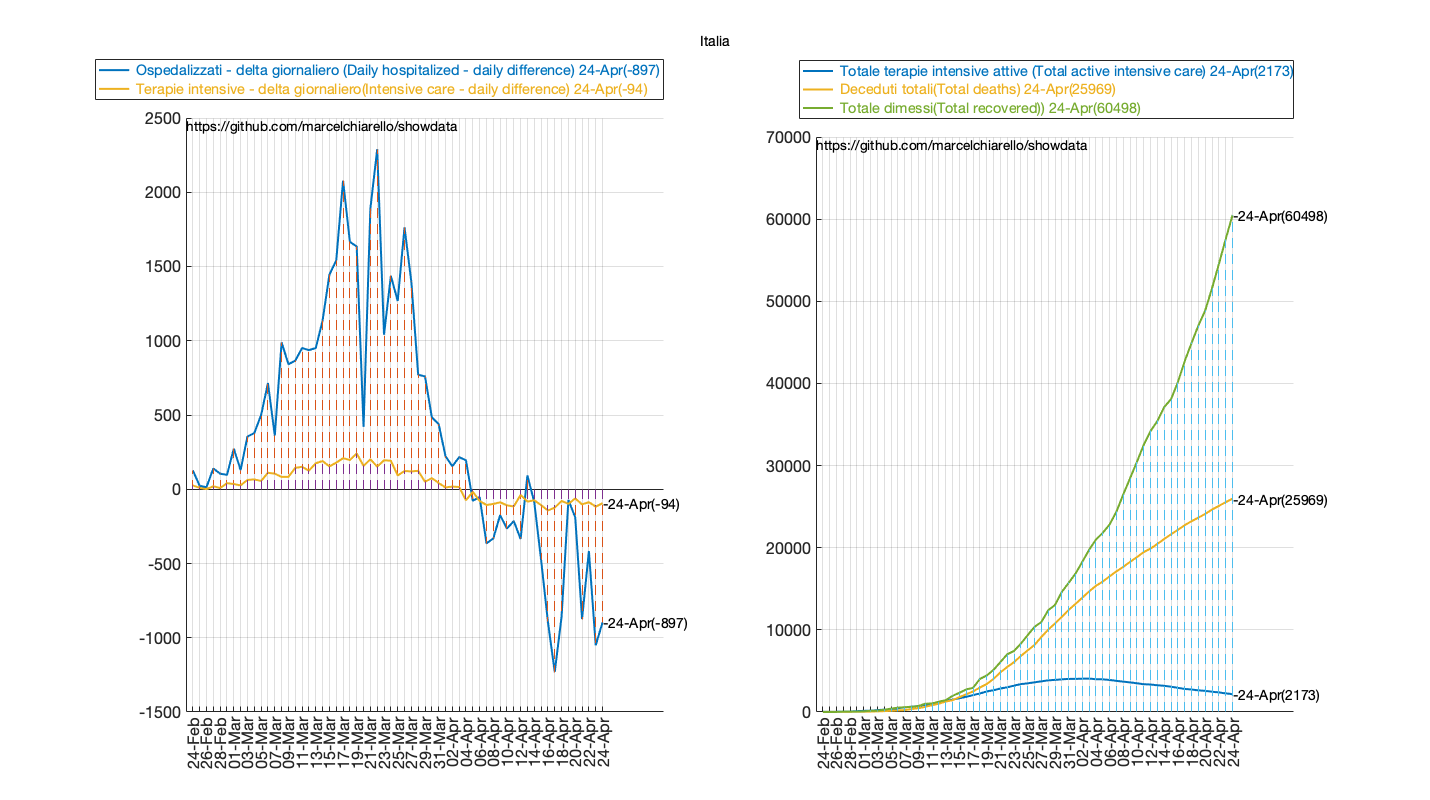 Italia
Ospedalizzati - delta giornaliero (Daily hospitalized - daily difference) 24-Apr(-897)
Terapie intensive - delta giornaliero(Intensive care - daily difference) 24-Apr(-94)
2500
https://github.com/marcelchiarello/showdata
2000
1500
1000
500
0
-500
-1000
-1500
-24-Apr(-94)
-24-Apr(-897)
24-Feb
26-Feb
28-Feb
01-Mar
03-Mar
05-Mar
07-Mar
09-Mar
11-Mar
13-Mar
15-Mar
17-Mar
19-Mar
21-Mar
23-Mar
25-Mar
27-Mar
29-Mar
31-Mar
02-Apr
04-Apr
06-Apr
08-Apr
10-Apr
12-Apr
14-Apr
16-Apr
18-Apr
20-Apr
22-Apr
24-Apr
Totale terapie intensive attive (Total active intensive care) 24-Apr(2173)
Deceduti totali(Total deaths) 24-Apr(25969)
Totale dimessi(Total recovered)) 24-Apr(60498)
70000
https://github.com/marcelchiarello/showdata
60000
50000
40000
30000
20000
10000
0
-24-Apr(60498)
-24-Apr(25969)
-24-Apr(2173)
24-Feb
26-Feb
28-Feb
01-Mar
03-Mar
05-Mar
07-Mar
09-Mar
11-Mar
13-Mar
15-Mar
17-Mar
19-Mar
21-Mar
23-Mar
25-Mar
27-Mar
29-Mar
31-Mar
02-Apr
04-Apr
06-Apr
08-Apr
10-Apr
12-Apr
14-Apr
16-Apr
18-Apr
20-Apr
22-Apr
24-Apr